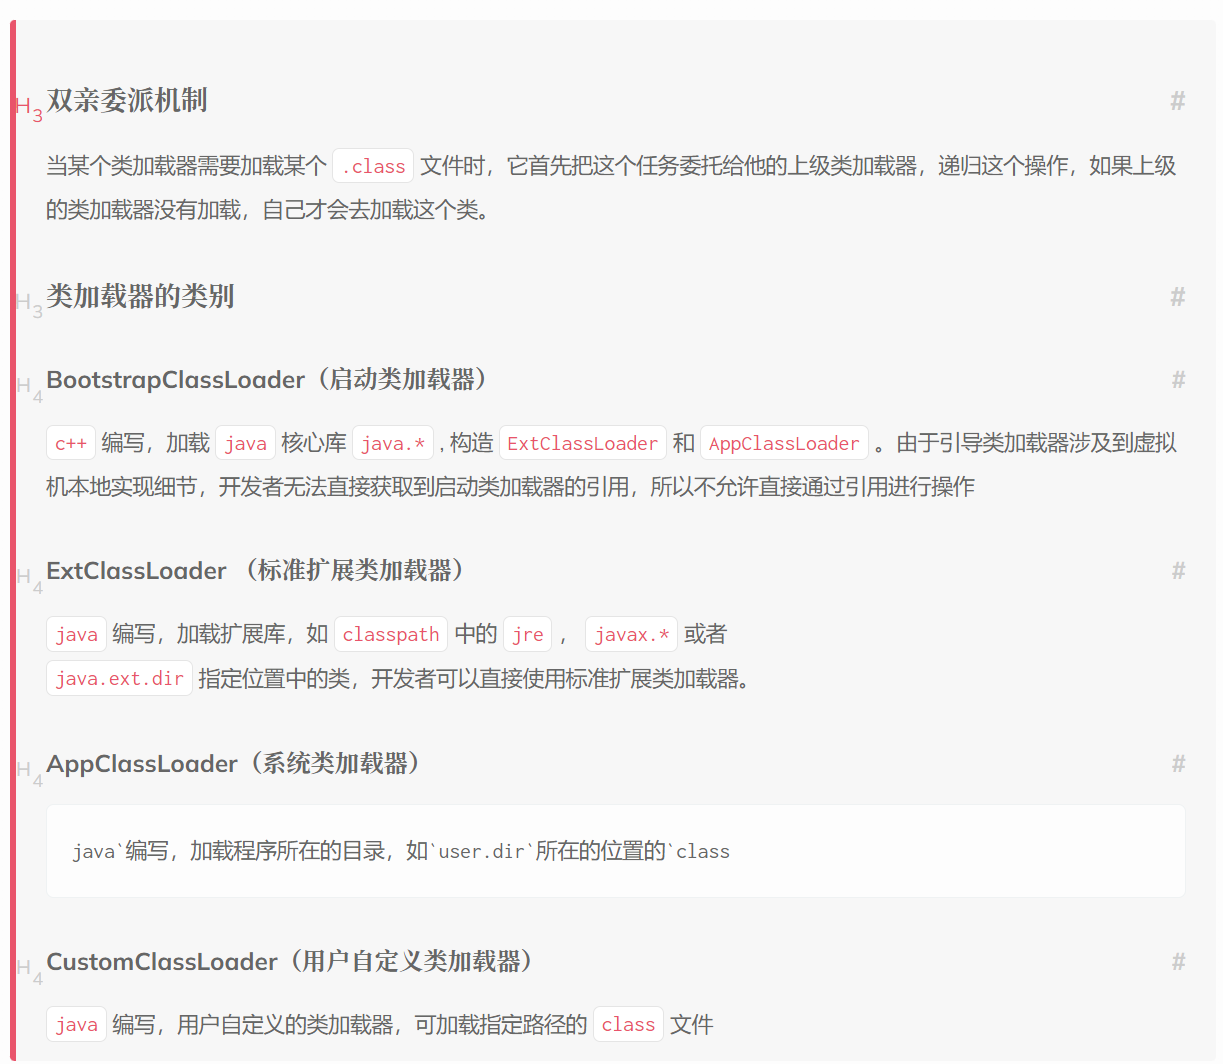 H3 双亲委派机制 #
当某个类加载器需要加载某个 .class 文件时，它首先把这个任务委托给他的上级类加载器，递归这个操作，如果上级
的类加载器没有加载，自己才会去加载这个类。
H3 类加载器的类别 #
H4 BootstrapClassLoader（启动类加载器） #
c++ 编写，加载 java 核心库 java.* , 构造 ExtClassLoader 和 AppClassLoader 。由于引导类加载器涉及到虚拟
机本地实现细节，开发者无法直接获取到启动类加载器的引用，所以不允许直接通过引用进行操作
H4 ExtClassLoader （标准扩展类加载器） #
java 编写，加载扩展库，如 classpath 中的 jre ， javax.* 或者
java.ext.dir 指定位置中的类，开发者可以直接使用标准扩展类加载器。
H4 AppClassLoader（系统类加载器） #
java`编写，加载程序所在的目录，如`user.dir`所在的位置的`class
H4 CustomClassLoader（用户自定义类加载器） #
java 编写，用户自定义的类加载器，可加载指定路径的 class 文件